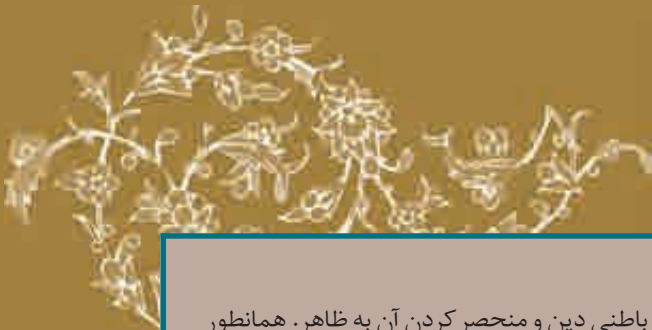 باطنی دین و منحصر کردن آن به ظاهر. همانطور